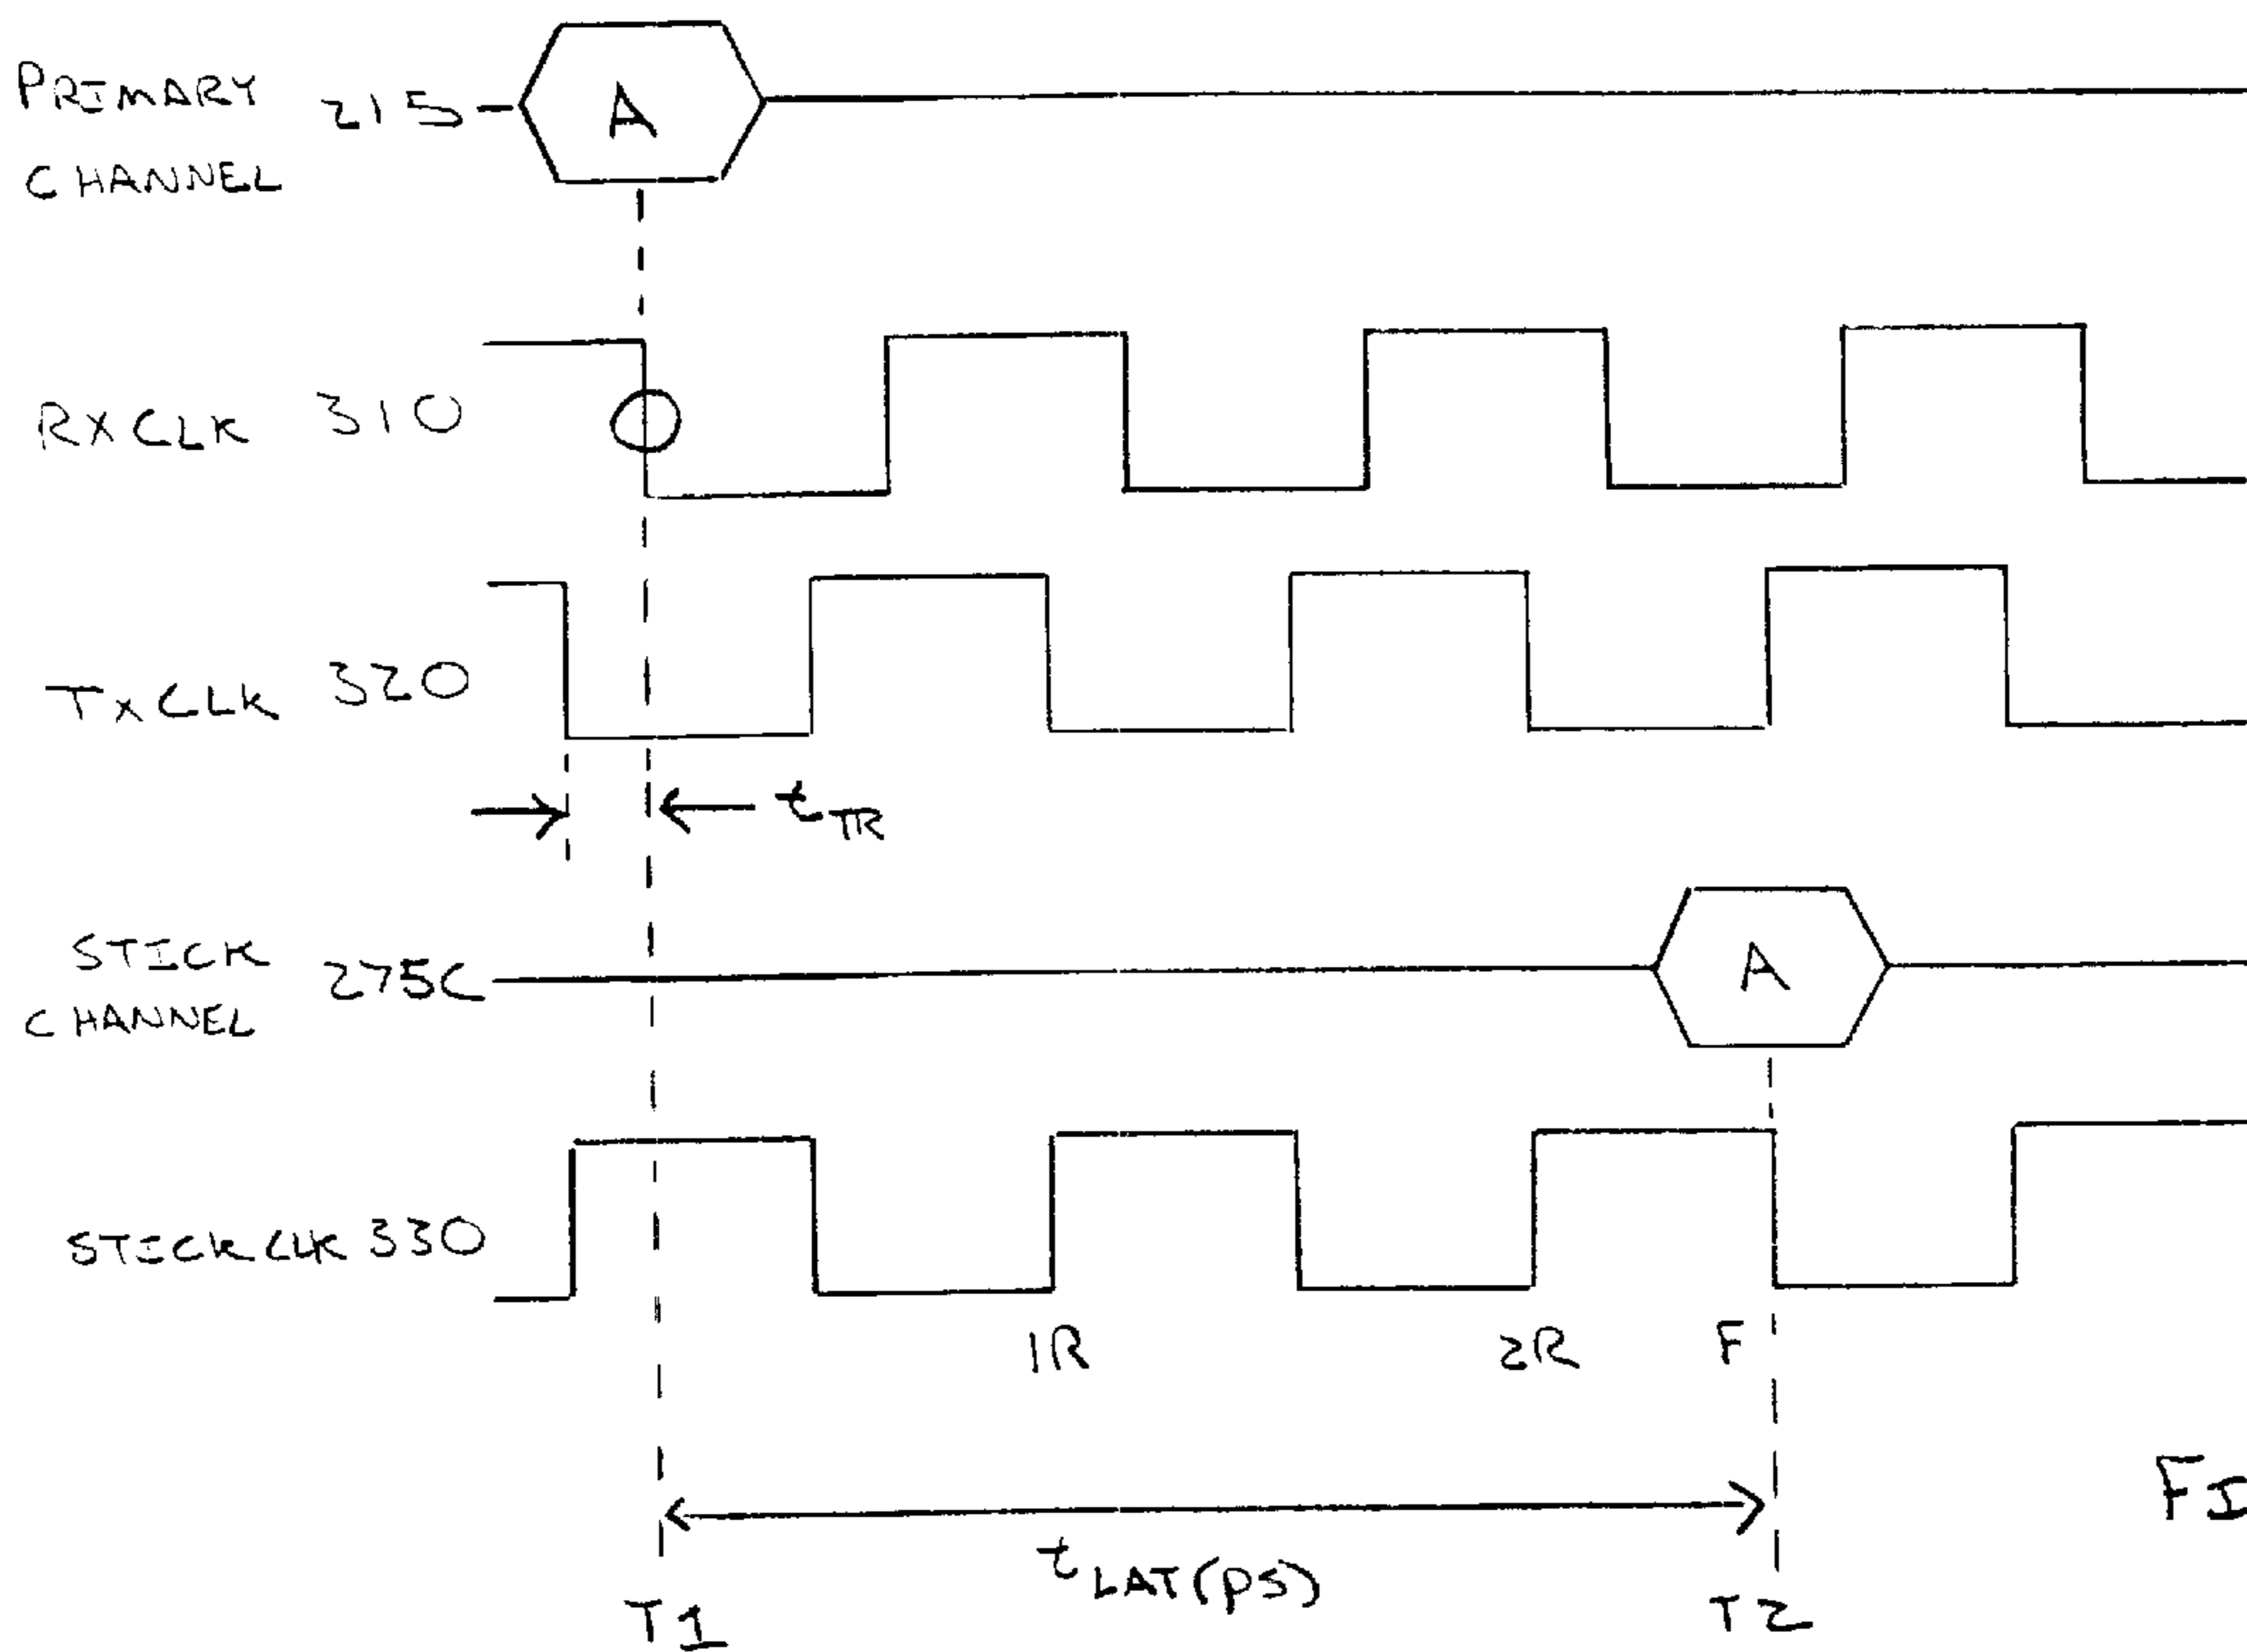 PRIMARY
CHANNEL
215
A
RXCLK 310
TxCLK 320
tTR
STICK
CHANNEL
275C
A
STICKCLK 330
1R
2R
F
FI
tLAT(PS)
T1
T2